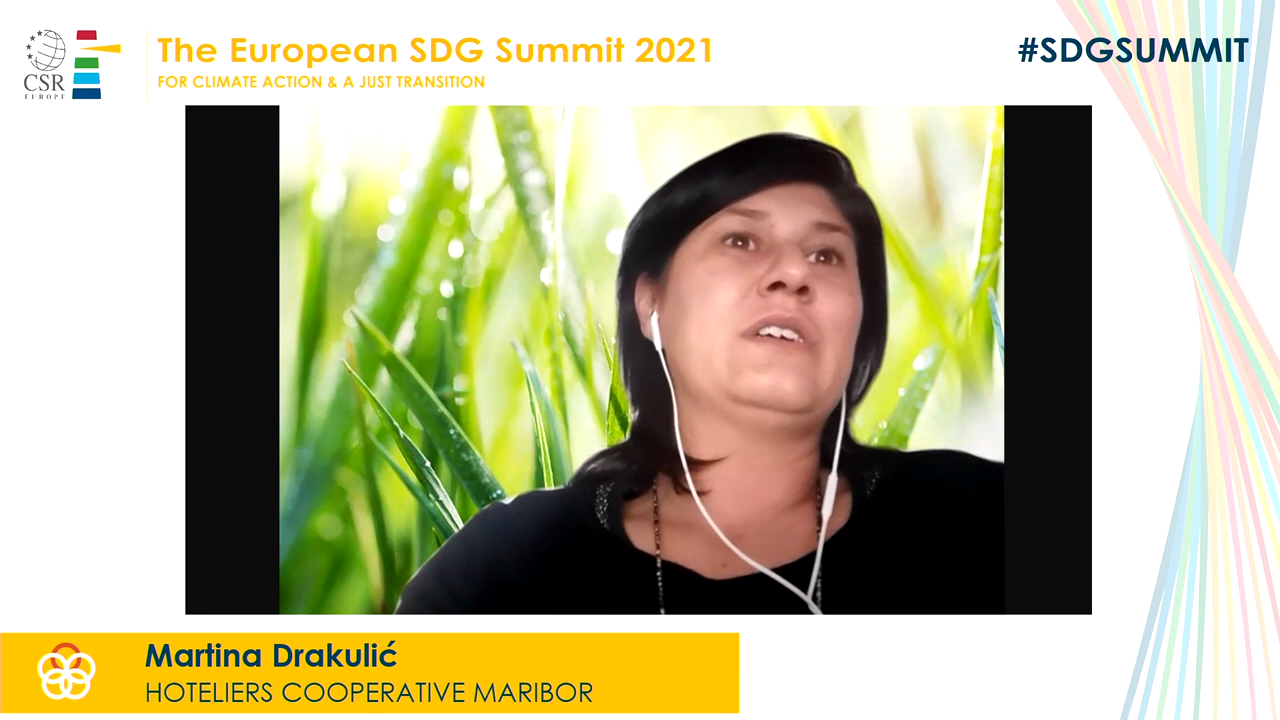 The European SDG Summit 2021
FOR CLIMATE ACTION & A JUST TRANSITION
#SDGSUMMIT
CSR
EUROPE
Martina Drakulić
HOTELIERS COOPERATIVE MARIBOR